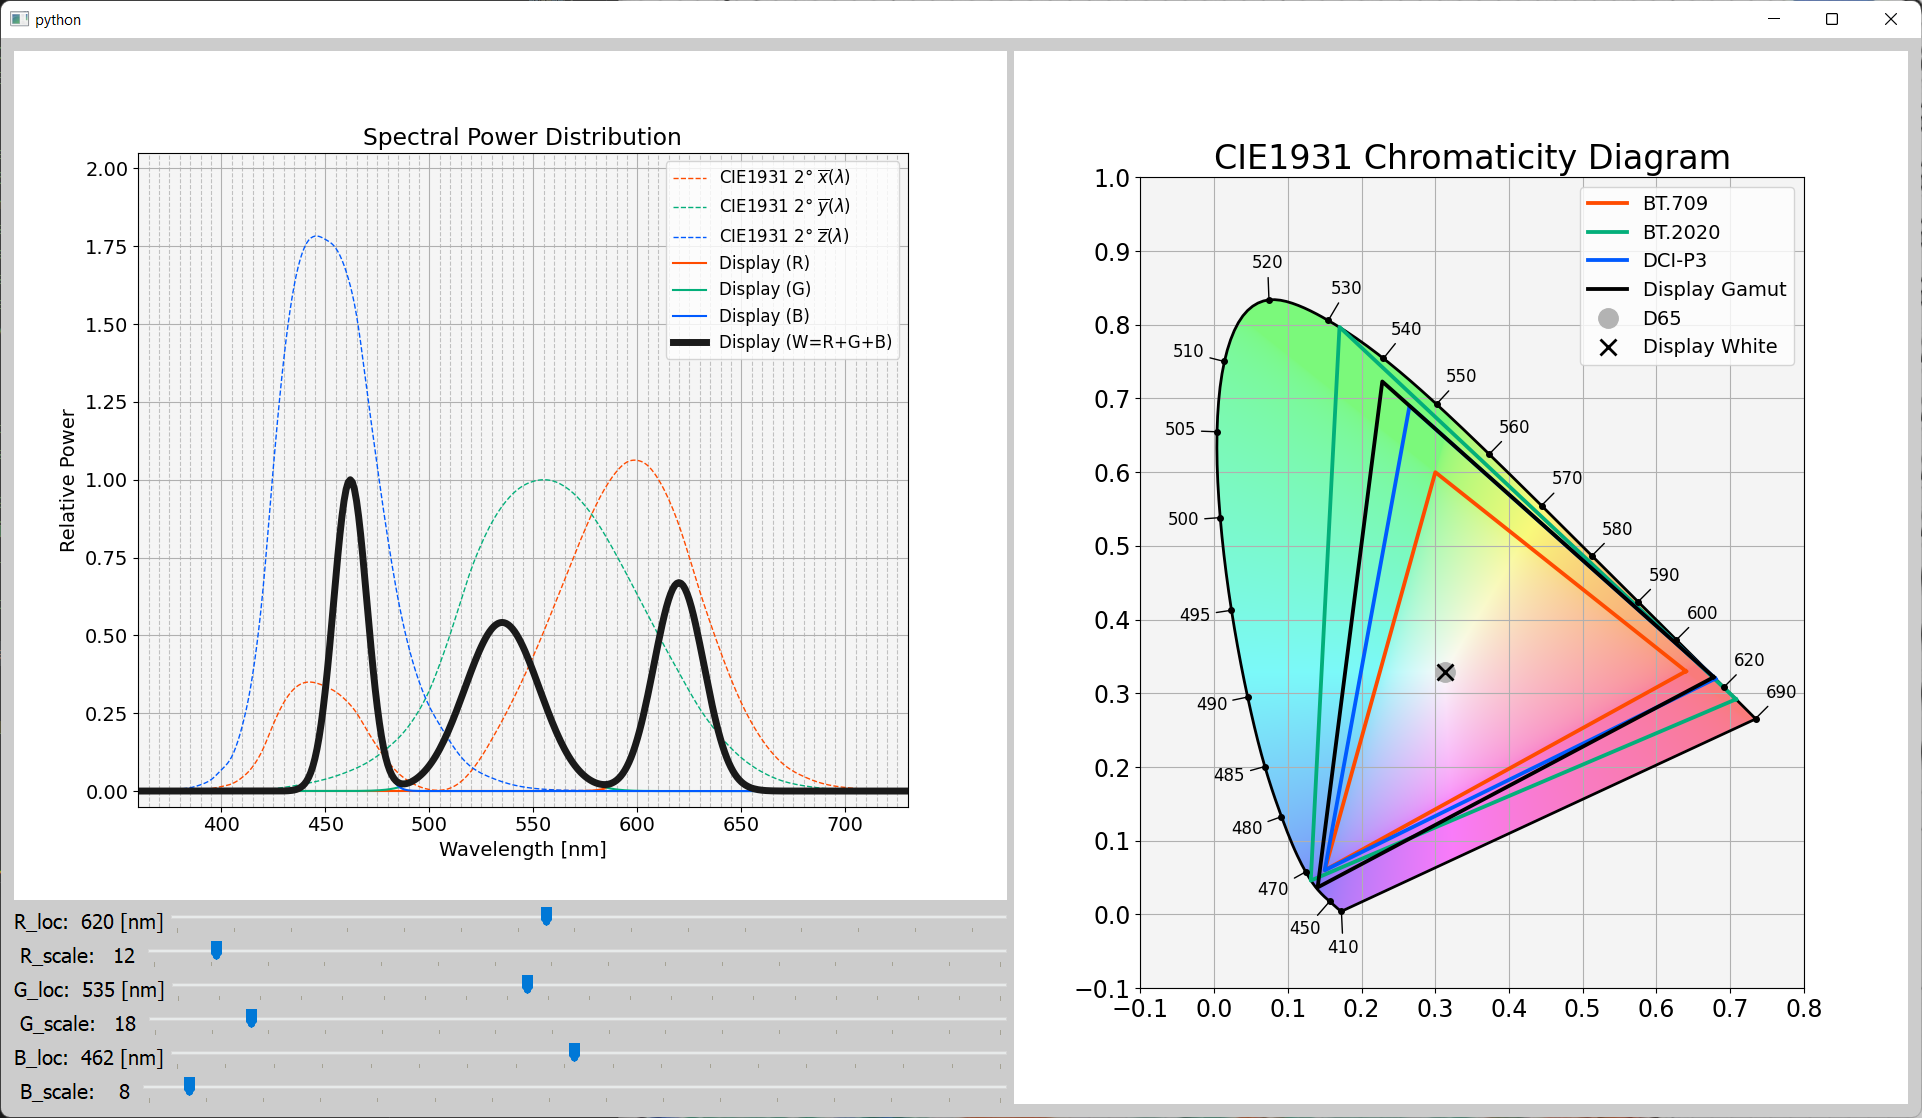 python
Spectral Power Distribution
2.00
1.75
1.50
1.25
1.00
0.75
0.50
0.25
0.00
Relative Power
400 450 500 550 600 650 700
Wavelength [nm]
CIE1931 2° x̅(λ)
CIE1931 2° y̅(λ)
CIE1931 2° z̅(λ)
Display (R)
Display (G)
Display (B)
Display (W=R+G+B)
R_loc: 620 [nm]
R_scale: 12
G_loc: 535 [nm]
G_scale: 18
B_loc: 462 [nm]
B_scale: 8
CIE1931 Chromaticity Diagram
1.0
0.9
0.8
0.7
0.6
0.5
0.4
0.3
0.2
0.1
0.0
−0.1
−0.1 0.0 0.1 0.2 0.3 0.4 0.5 0.6 0.7 0.8
BT.709
BT.2020
DCI-P3
Display Gamut
D65
Display White
520
530
540
550
560
570
580
590
600
620
690
510
505
500
495
490
485
480
470
450
410